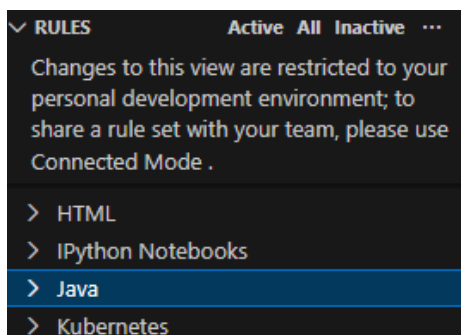 RULES Active All Inactive ...
Changes to this view are restricted to your
personal development environment; to
share a rule set with your team, please use
Connected Mode .
HTML
IPython Notebooks
Java
Kubernetes